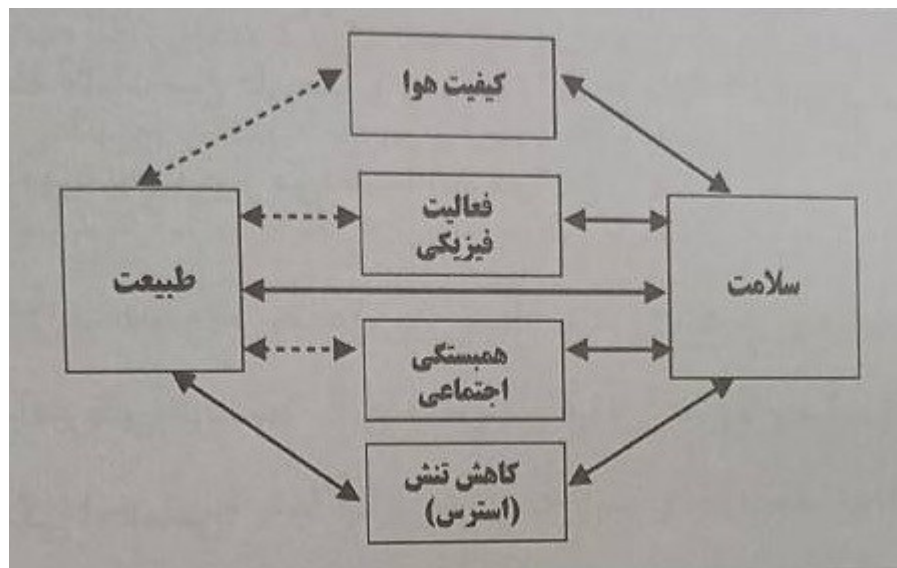 کیفیت هوا
فعالیت
فیزیکی
سلامت
طبیعت
همبستگی
اجتماعی
کاهش تنش
(استرس)